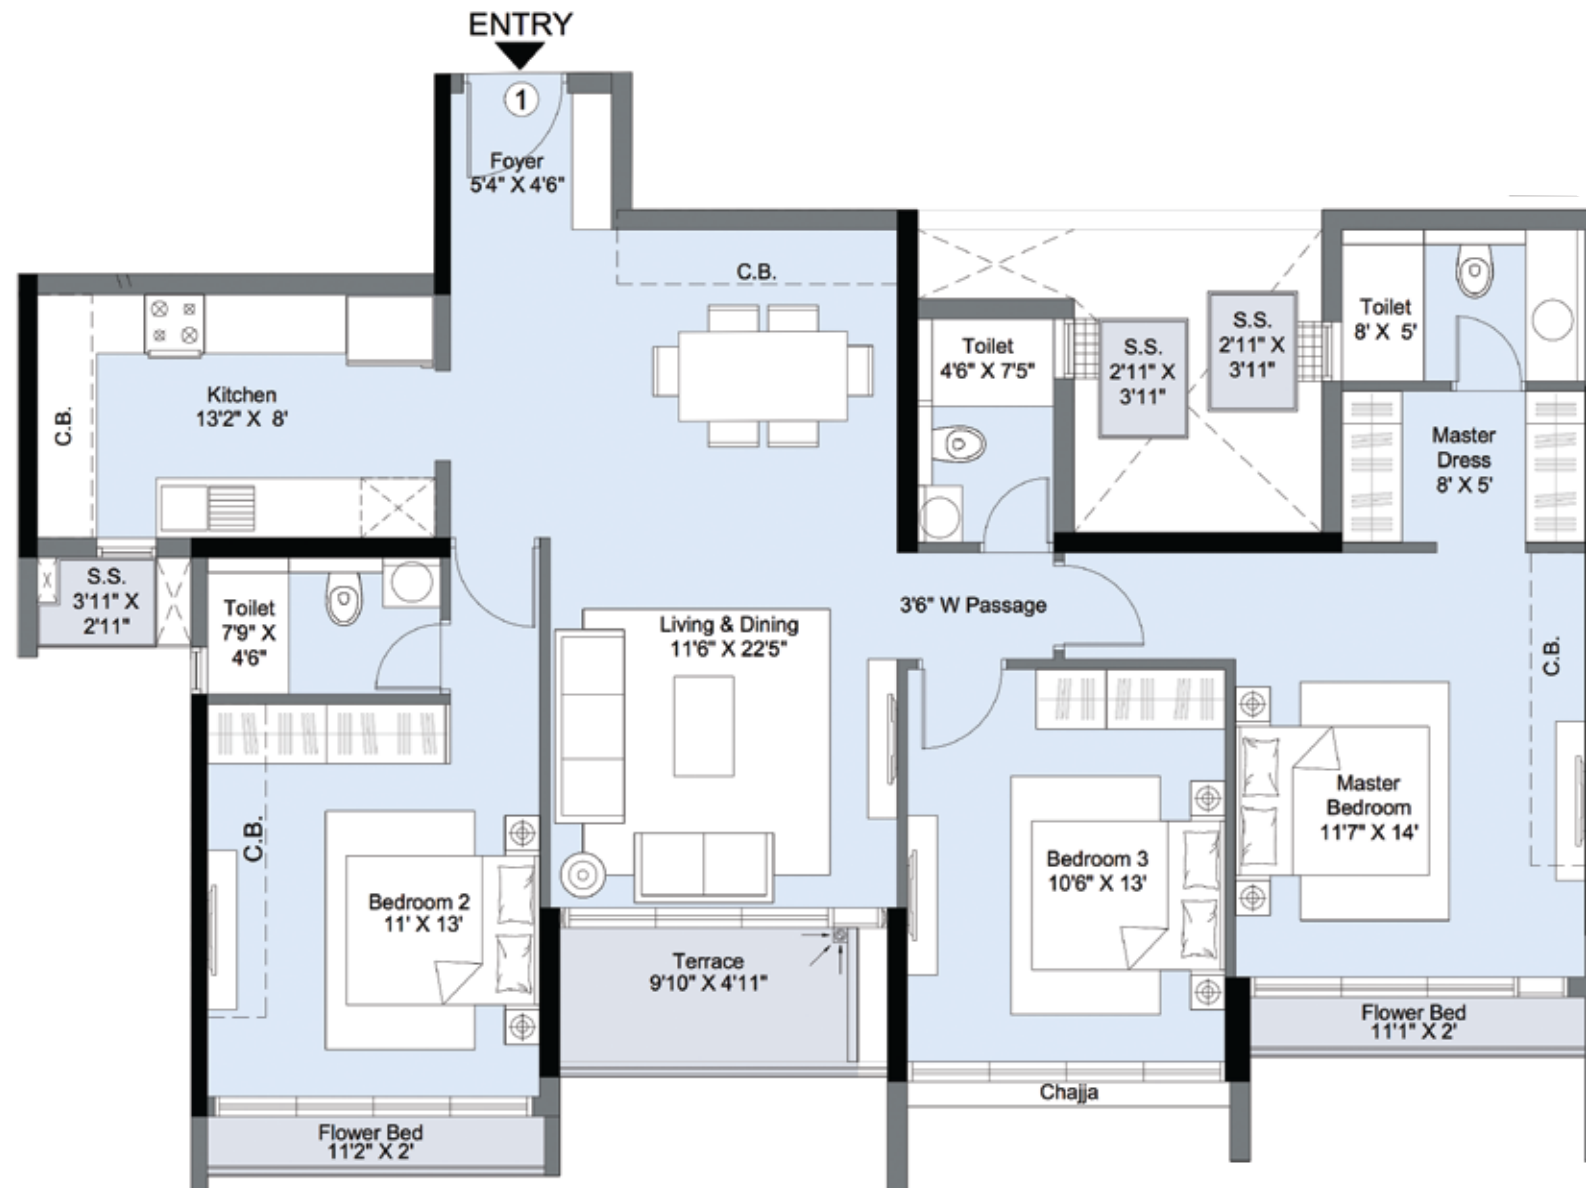 ENTRY
1
Foyer
5'4" X 4'6"
C.B.
Kitchen
13'2" X 8'
C.B.
Toilet
4'6" X 7'5"
S.S.
2'11" X
3'11"
S.S.
2'11" X
3'11"
Toilet
8' X 5'
Master
Dress
8' X 5'
S.S.
3'11" X
2'11"
Toilet
7'9" X
4'6"
Living & Dining
11'6" X 22'5"
3'6" W Passage
C.B.
C.B.
Bedroom 2
11' X 13'
Bedroom 3
10'6" X 13'
Master
Bedroom
11'7" X 14'
Terrace
9'10" X 4'11"
Flower Bed
11'1" X 2'
Chajja
Flower Bed
11'2" X 2'